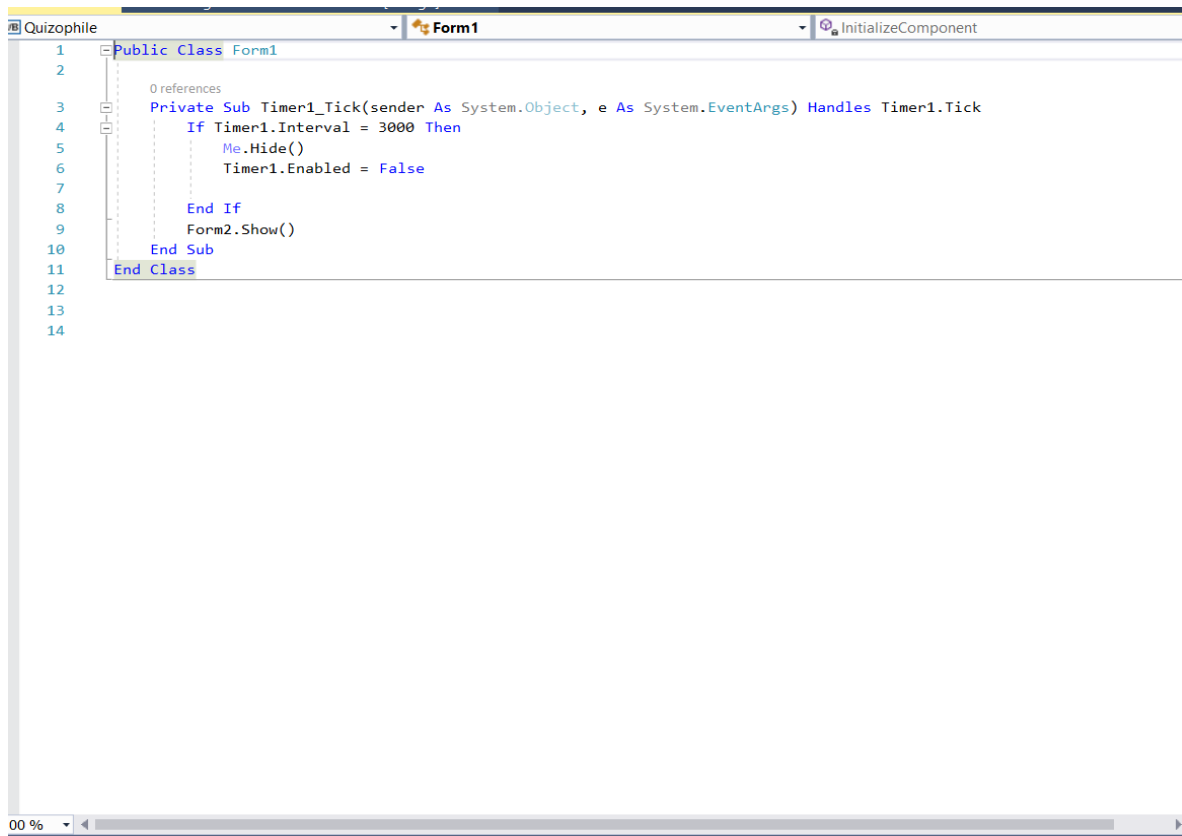 Quizophile Form1 InitializeComponent
1 Public Class Form1
2
0 references
3 Private Sub Timer1_Tick(sender As System.Object, e As System.EventArgs) Handles Timer1.Tick
4 If Timer1.Interval = 3000 Then
5 Me.Hide()
6 Timer1.Enabled = False
7
8 End If
9 Form2.Show()
10 End Sub
11 End Class
12
13
14
00 %